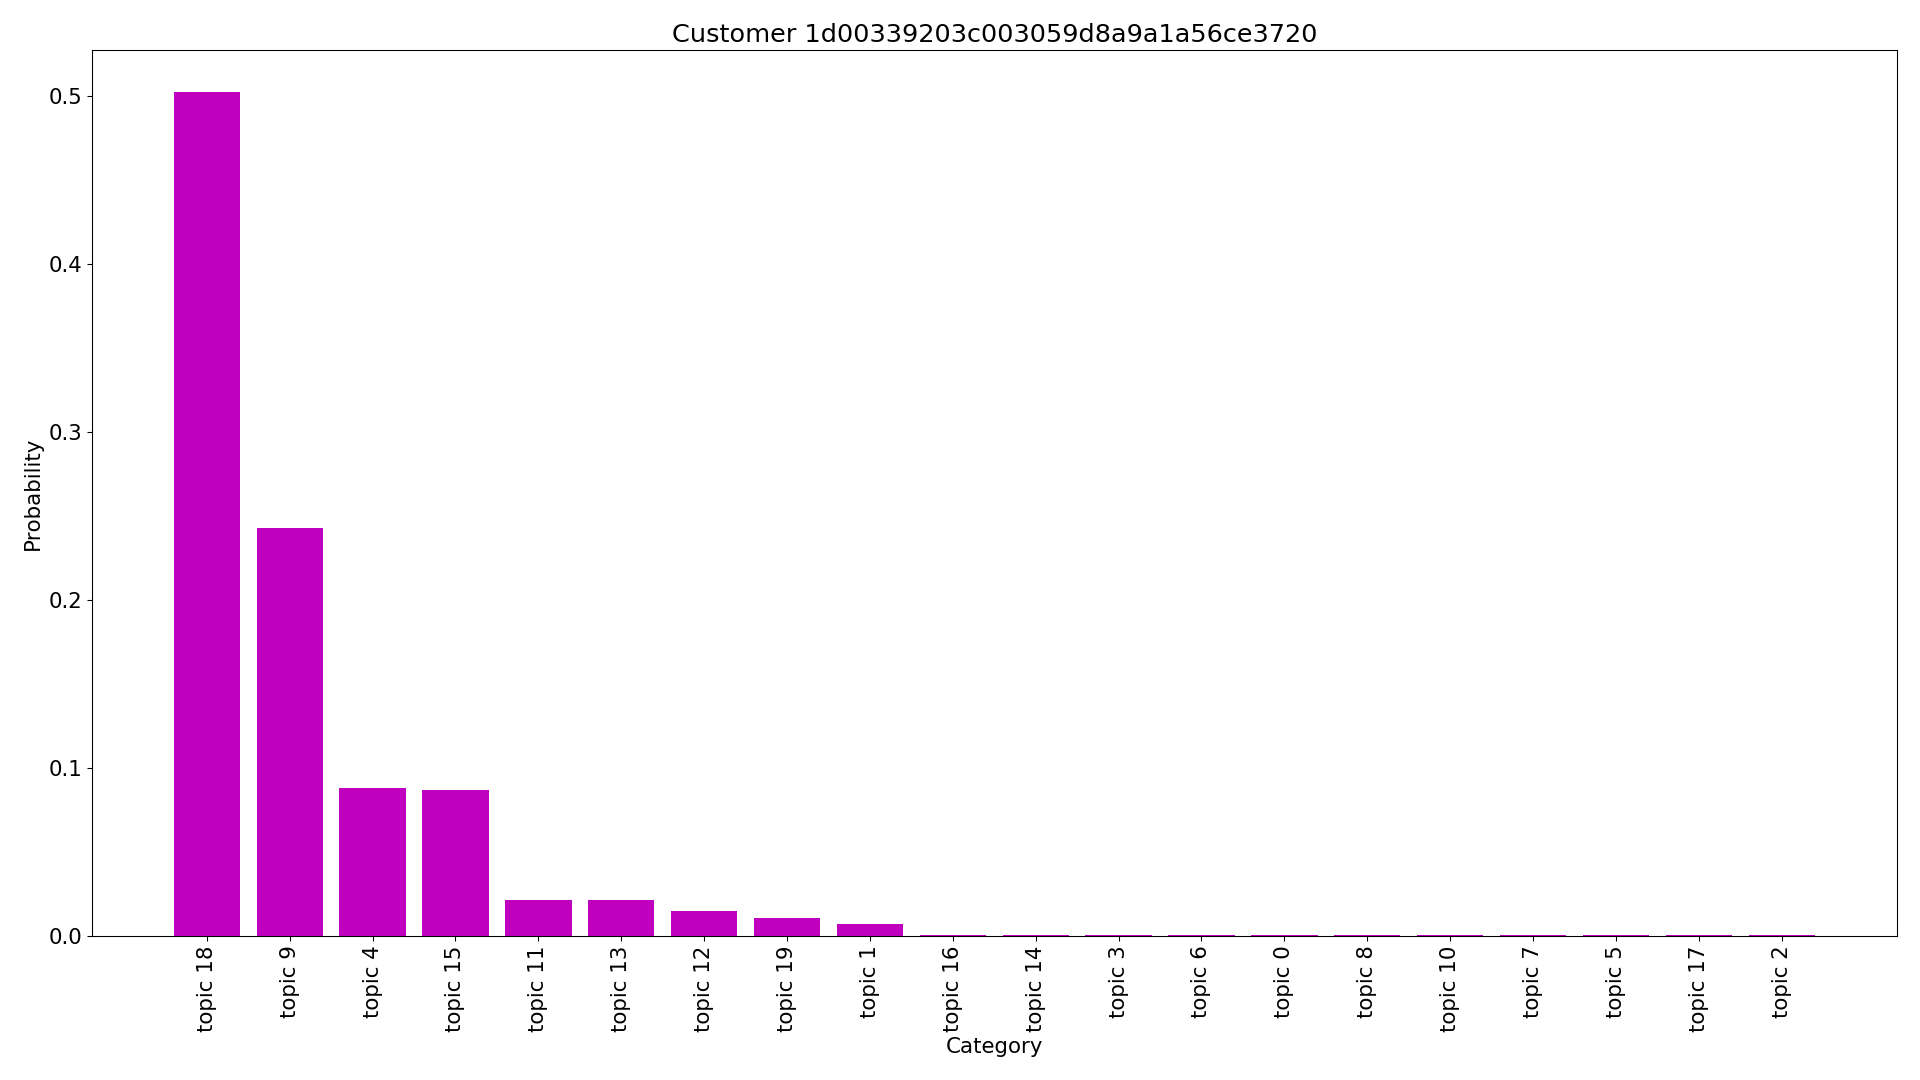 Customer 1d00339203c003059d8a9a1a56ce3720
0.5
0.4
0.3
0.2
0.1
0.0
Probability
topic 18
topic 9
topic 4
topic 15
topic 11
topic 13
topic 12
topic 19
topic 1
topic 16
topic 14
topic 3
topic 6
topic 0
topic 8
topic 10
topic 7
topic 5
topic 17
topic 2
Category